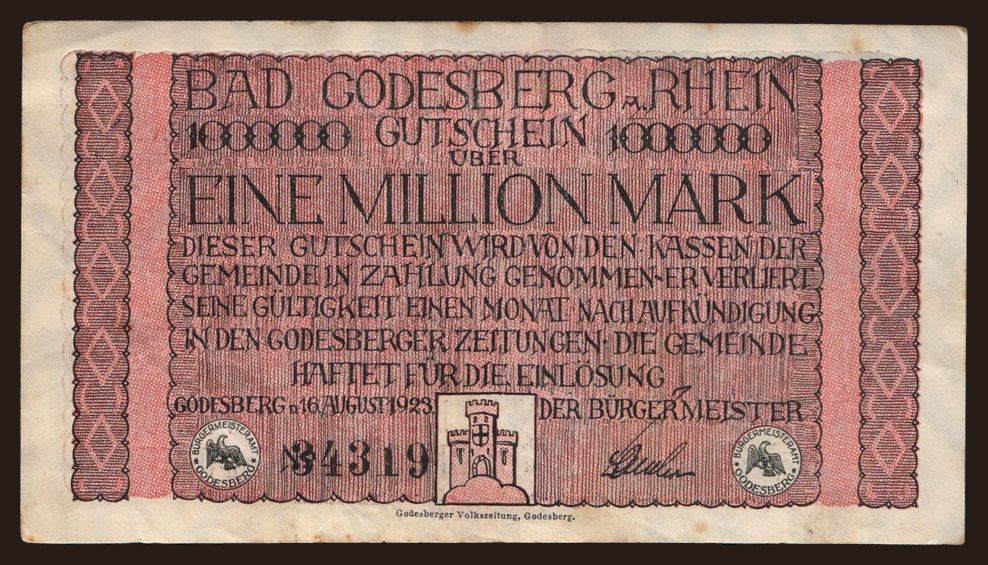 BAD GODESBERG a. RHEIN
1000000 GUTSCHEIN 1000000
ÜBER
EINE MILLION MARK
DIESER GUTSCHEIN WIRD VON DEN KASSEN DER
GEMEINDE IN ZAHLUNG GENOMMEN · ER VERLIERT
SEINE GÜLTIGKEIT EINEN MONAT NACH AUFKÜNDIGUNG
IN DEN GODESBERGER ZEITUNGEN · DIE GEMEINDE
HAFTET FÜR DIE EINLÖSUNG
GODESBERG D. 16. AUGUST 1923 DER BÜRGERMEISTER
BÜRGERMEISTERAMT GODESBERG
34319
BÜRGERMEISTERAMT GODESBERG
Godesberger Volkszeitung, Godesberg.